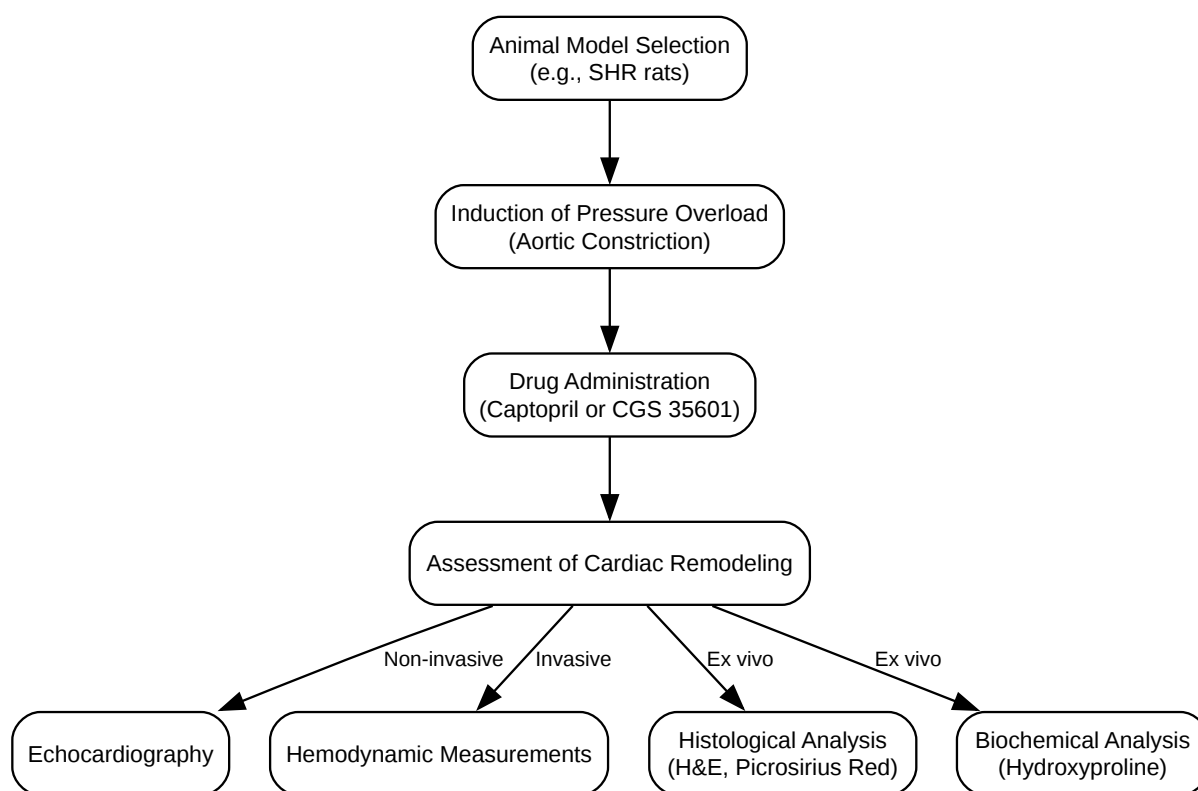 Animal Model Selection
(e.g., SHR rats)
Induction of Pressure Overload
(Aortic Constriction)
Drug Administration
(Captopril or CGS 35601)
Assessment of Cardiac Remodeling
Non-invasive
Invasive
Ex vivo
Ex vivo
Echocardiography
Hemodynamic Measurements
Histological Analysis
(H&E, Picrosirius Red)
Biochemical Analysis
(Hydroxyproline)